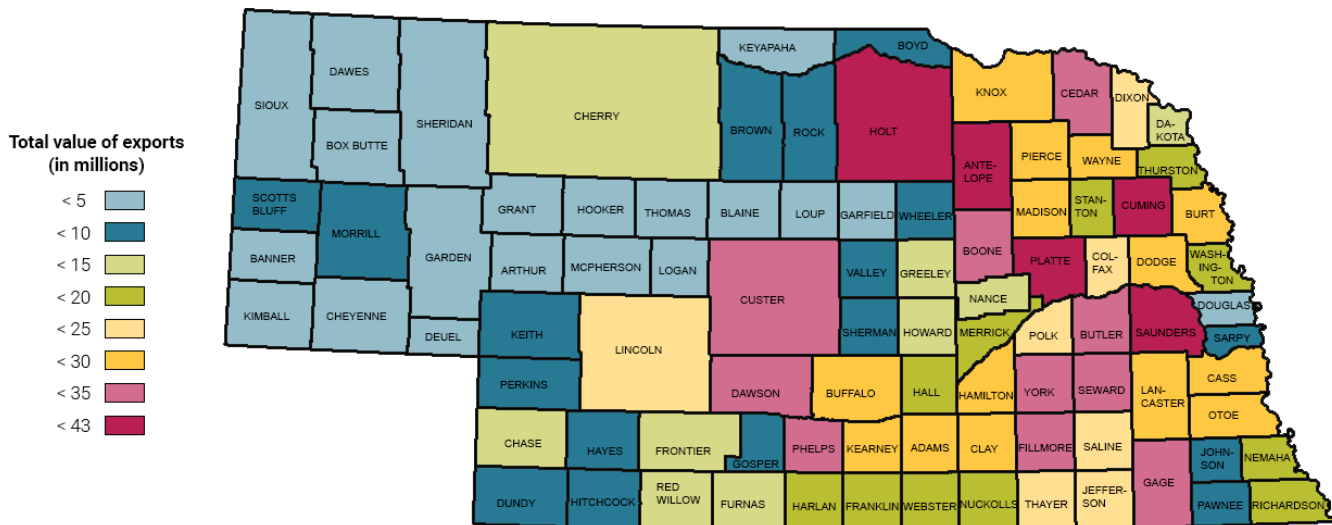 Total value of exports
(in millions)
< 5
< 10
< 15
< 20
< 25
< 30
< 35
< 43
SIOUX
DAWES
BOX BUTTE
SHERIDAN
CHERRY
KEYAPAHA
BOYD
BROWN
ROCK
HOLT
KNOX
CEDAR
DIXON
DA-
KOTA
ANTE-
LOPE
PIERCE
WAYNE
THURSTON
SCOTTS
BLUFF
MORRILL
GARDEN
GRANT
HOOKER
THOMAS
BLAINE
LOUP
GARFIELD
WHEELER
MADISON
STAN-
TON
CUMING
BURT
BANNER
ARTHUR
MCPHERSON
LOGAN
CUSTER
VALLEY
GREELEY
BOONE
PLATTE
COL-
FAX
DODGE
WASH-
ING-
TON
KIMBALL
CHEYENNE
DEUEL
KEITH
LINCOLN
SHERMAN
HOWARD
NANCE
MERRICK
POLK
BUTLER
SAUNDERS
DOUGLAS
SARPY
PERKINS
DAWSON
BUFFALO
HALL
HAMILTON
YORK
SEWARD
LAN-
CASTER
CASS
OTOE
CHASE
HAYES
FRONTIER
GOSPER
PHELPS
KEARNEY
ADAMS
CLAY
FILLMORE
SALINE
GAGE
JOHN-
SON
NEMAHA
DUNDY
HITCHCOCK
RED
WILLOW
FURNAS
HARLAN
FRANKLIN
WEBSTER
NUCKOLLS
THAYER
JEFFER-
SON
PAWNEE
RICHARDSON